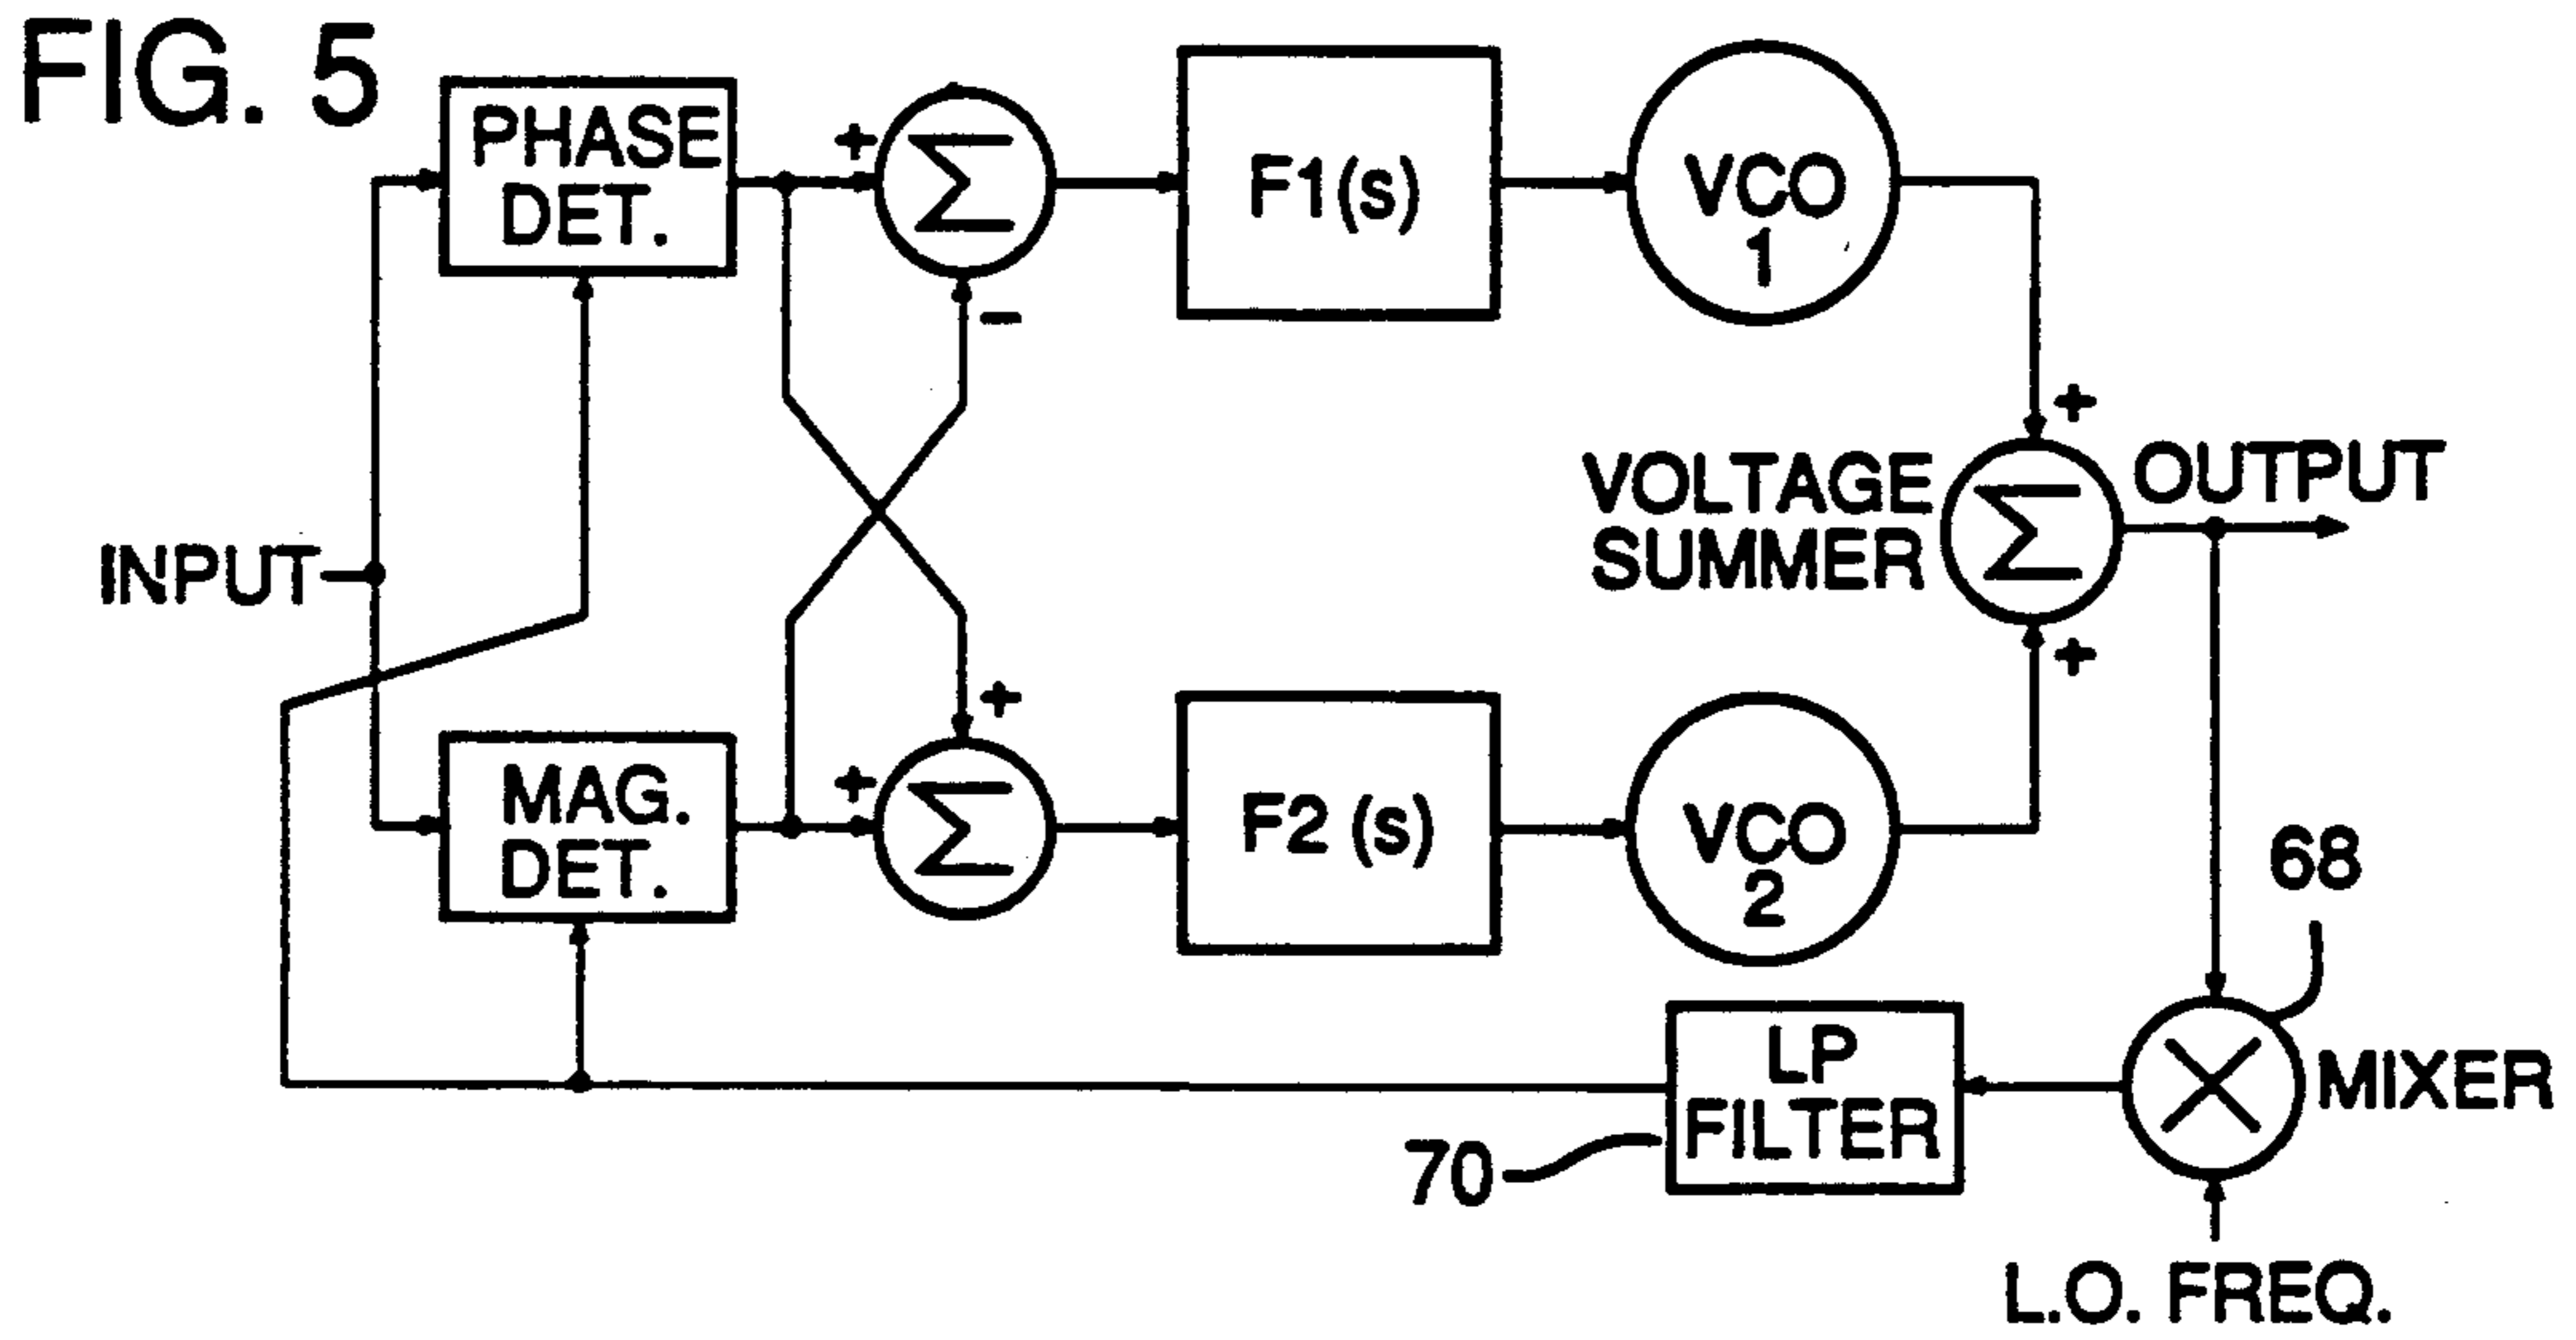 FIG. 5
PHASE
DET.
+
Σ
-
F1(s)
VCO
1
+
VOLTAGE
SUMMER
Σ
OUTPUT
+
INPUT
MAG.
DET.
+
+
Σ
F2 (s)
VCO
2
68
MIXER
LP
FILTER
70
L.O. FREQ.